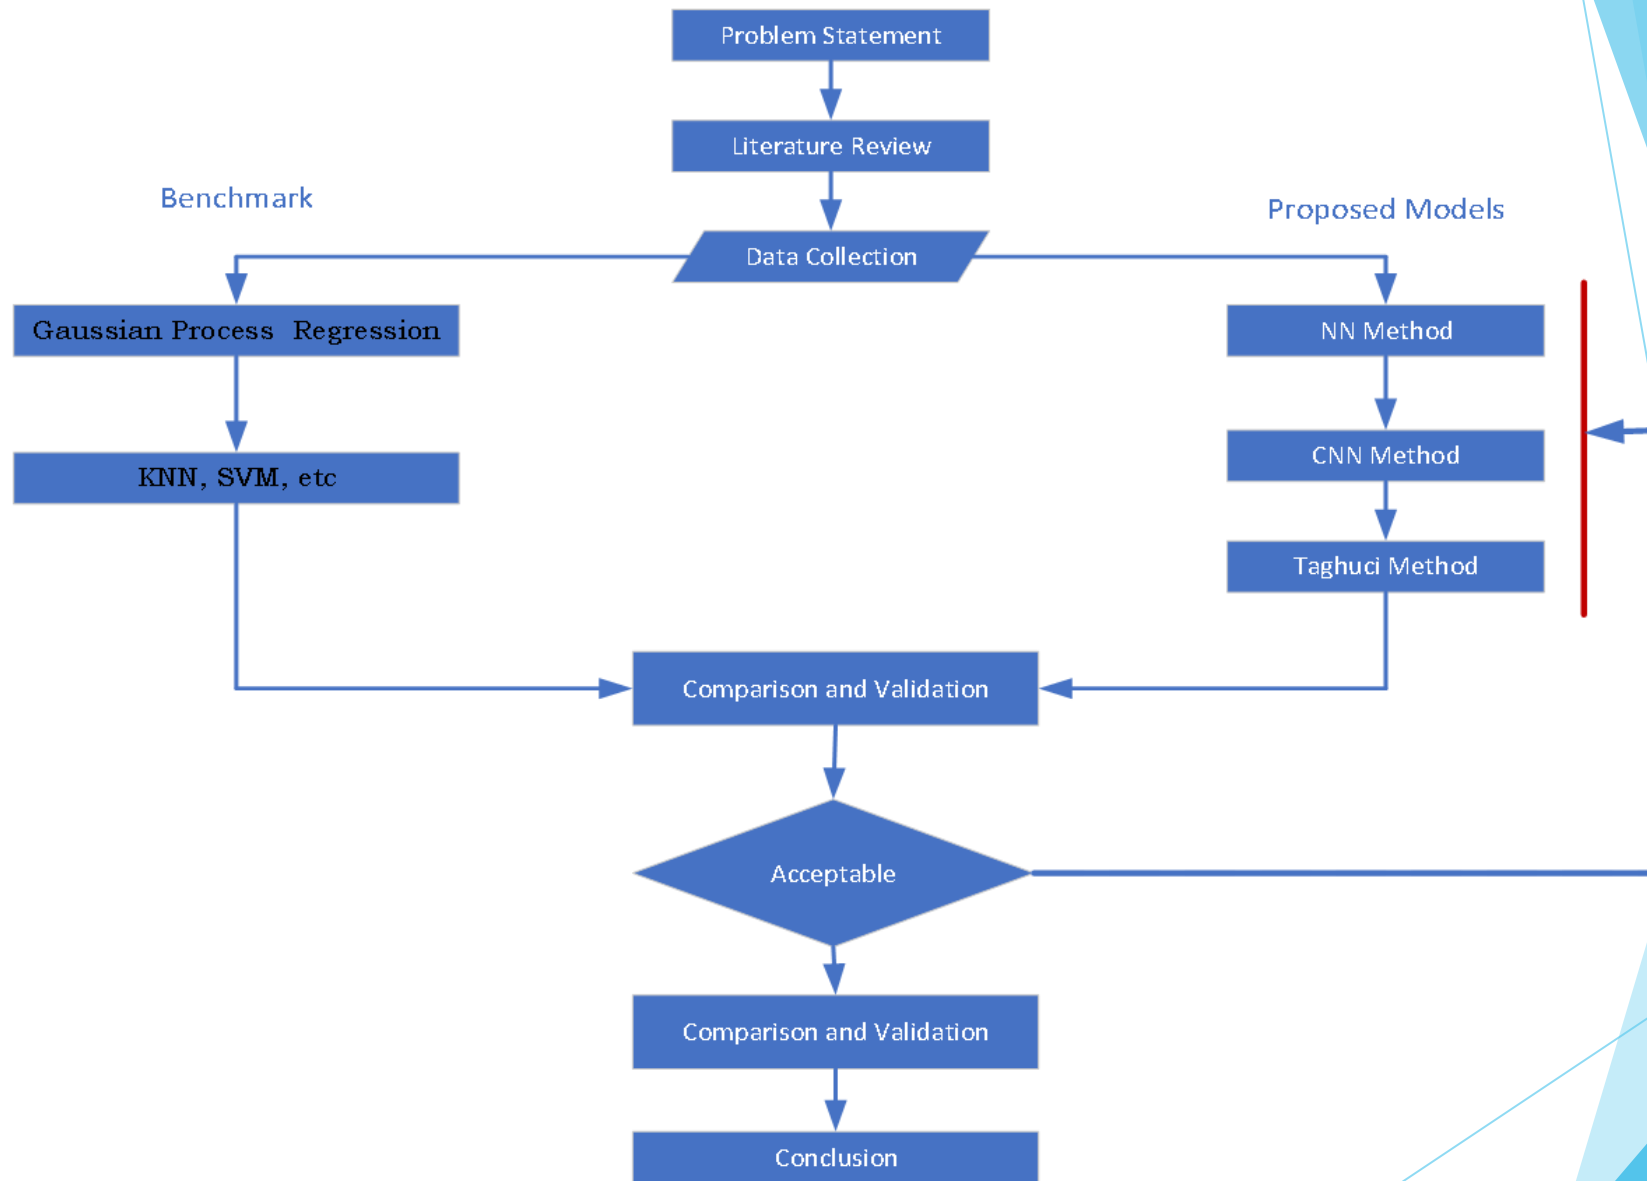 Problem Statement
Literature Review
Benchmark
Proposed Models
Data Collection
Gaussian Process Regression
NN Method
KNN, SVM, etc
CNN Method
Taghuci Method
Comparison and Validation
Acceptable
Comparison and Validation
Conclusion